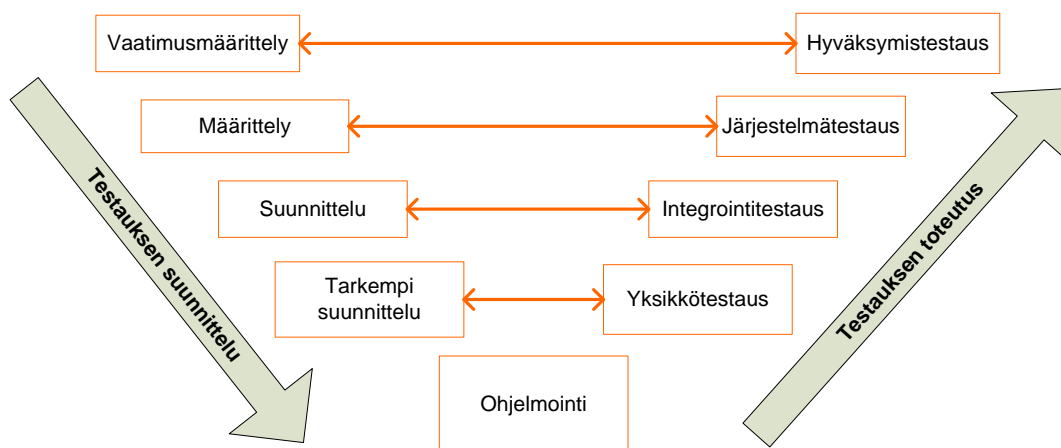 Vaatimusmäärittely
Hyväksymistestaus
Määrittely
Järjestelmätestaus
Suunnittelu
Integrointitestaus
Tarkempi
suunnittelu
Yksikkötestaus
Ohjelmointi
Testauksen suunnittelu
Testauksen toteutus